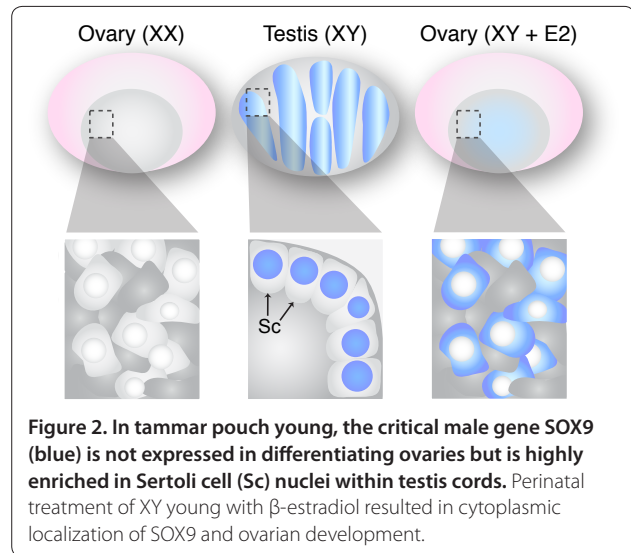 Ovary (XX)
Testis (XY)
Ovary (XY + E2)
Sc
Figure 2. In tammar pouch young, the critical male gene SOX9
(blue) is not expressed in differentiating ovaries but is highly
enriched in Sertoli cell (Sc) nuclei within testis cords. Perinatal
treatment of XY young with β-estradiol resulted in cytoplasmic
localization of SOX9 and ovarian development.